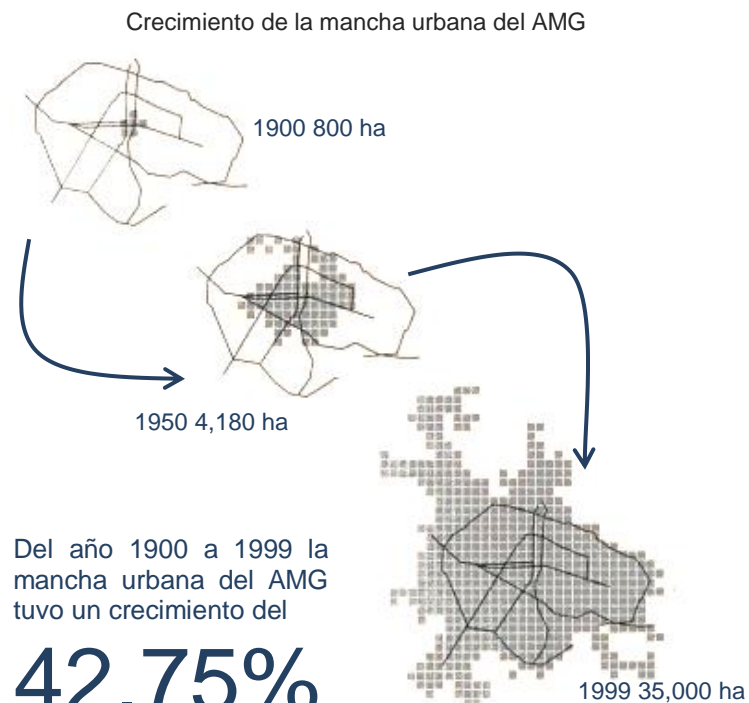 Crecimiento de la mancha urbana del AMG
1900 800 ha
1950 4,180 ha
Del año 1900 a 1999 la
mancha urbana del AMG
tuvo un crecimiento del
42.75%
1999 35,000 ha